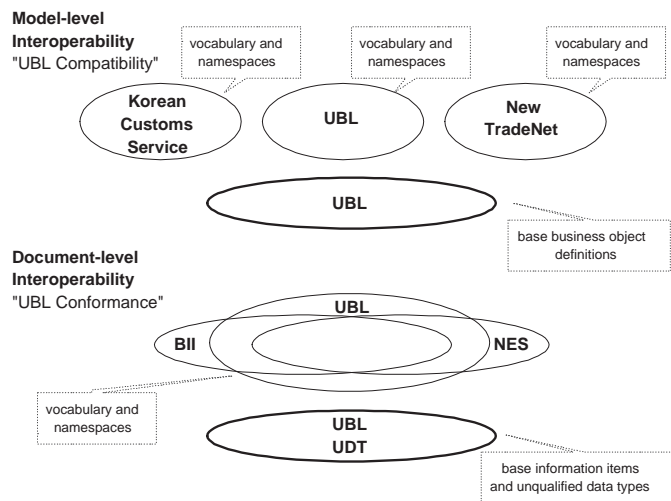 Model-level
Interoperability
"UBL Compatibility"
vocabulary and
namespaces
vocabulary and
namespaces
vocabulary and
namespaces
Korean
Customs
Service
UBL
New
TradeNet
UBL
base business object
definitions
Document-level
Interoperability
"UBL Conformance"
UBL
BII
NES
vocabulary and
namespaces
UBL
UDT
base information items
and unqualified data types